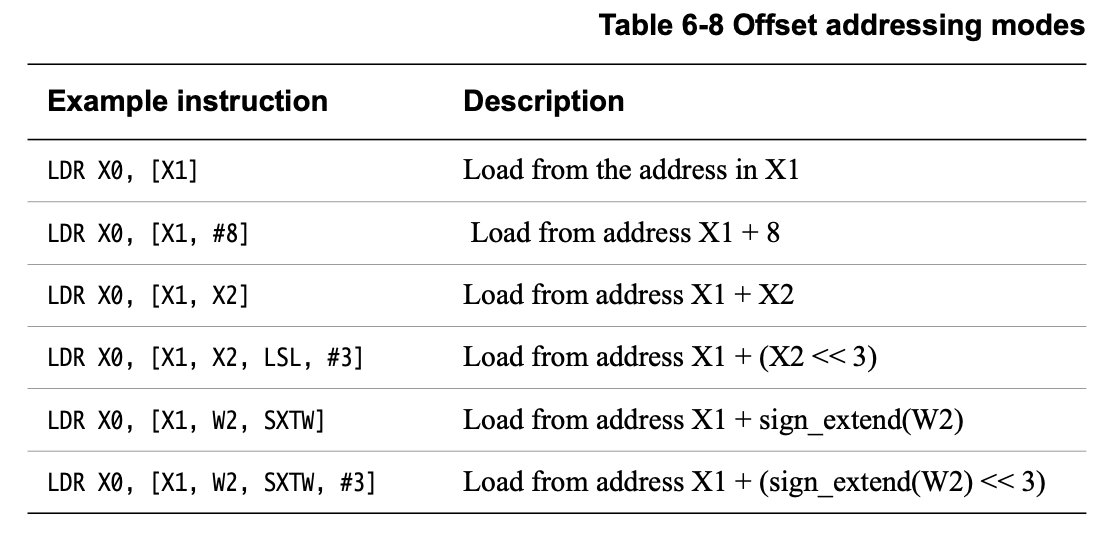 Table 6-8 Offset addressing modes
Example instruction Description
LDR X0, [X1] Load from the address in X1
LDR X0, [X1, #8] Load from address X1 + 8
LDR X0, [X1, X2] Load from address X1 + X2
LDR X0, [X1, X2, LSL, #3] Load from address X1 + (X2 << 3)
LDR X0, [X1, W2, SXTW] Load from address X1 + sign_extend(W2)
LDR X0, [X1, W2, SXTW, #3] Load from address X1 + (sign_extend(W2) << 3)